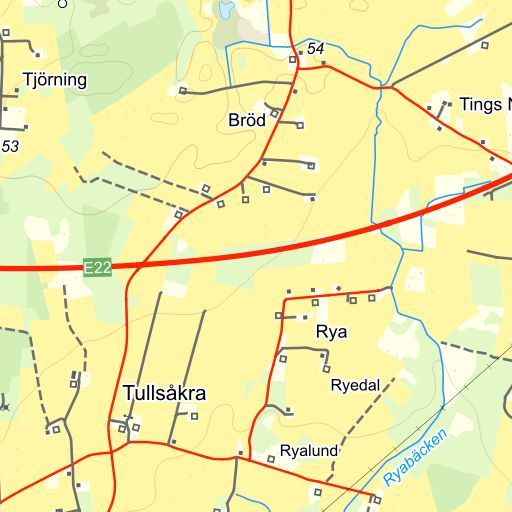 54
Tjörning
Tings N
Bröd
53
E22
Rya
Ryedal
Tullsåkra
Ryalund
Ryabäcken